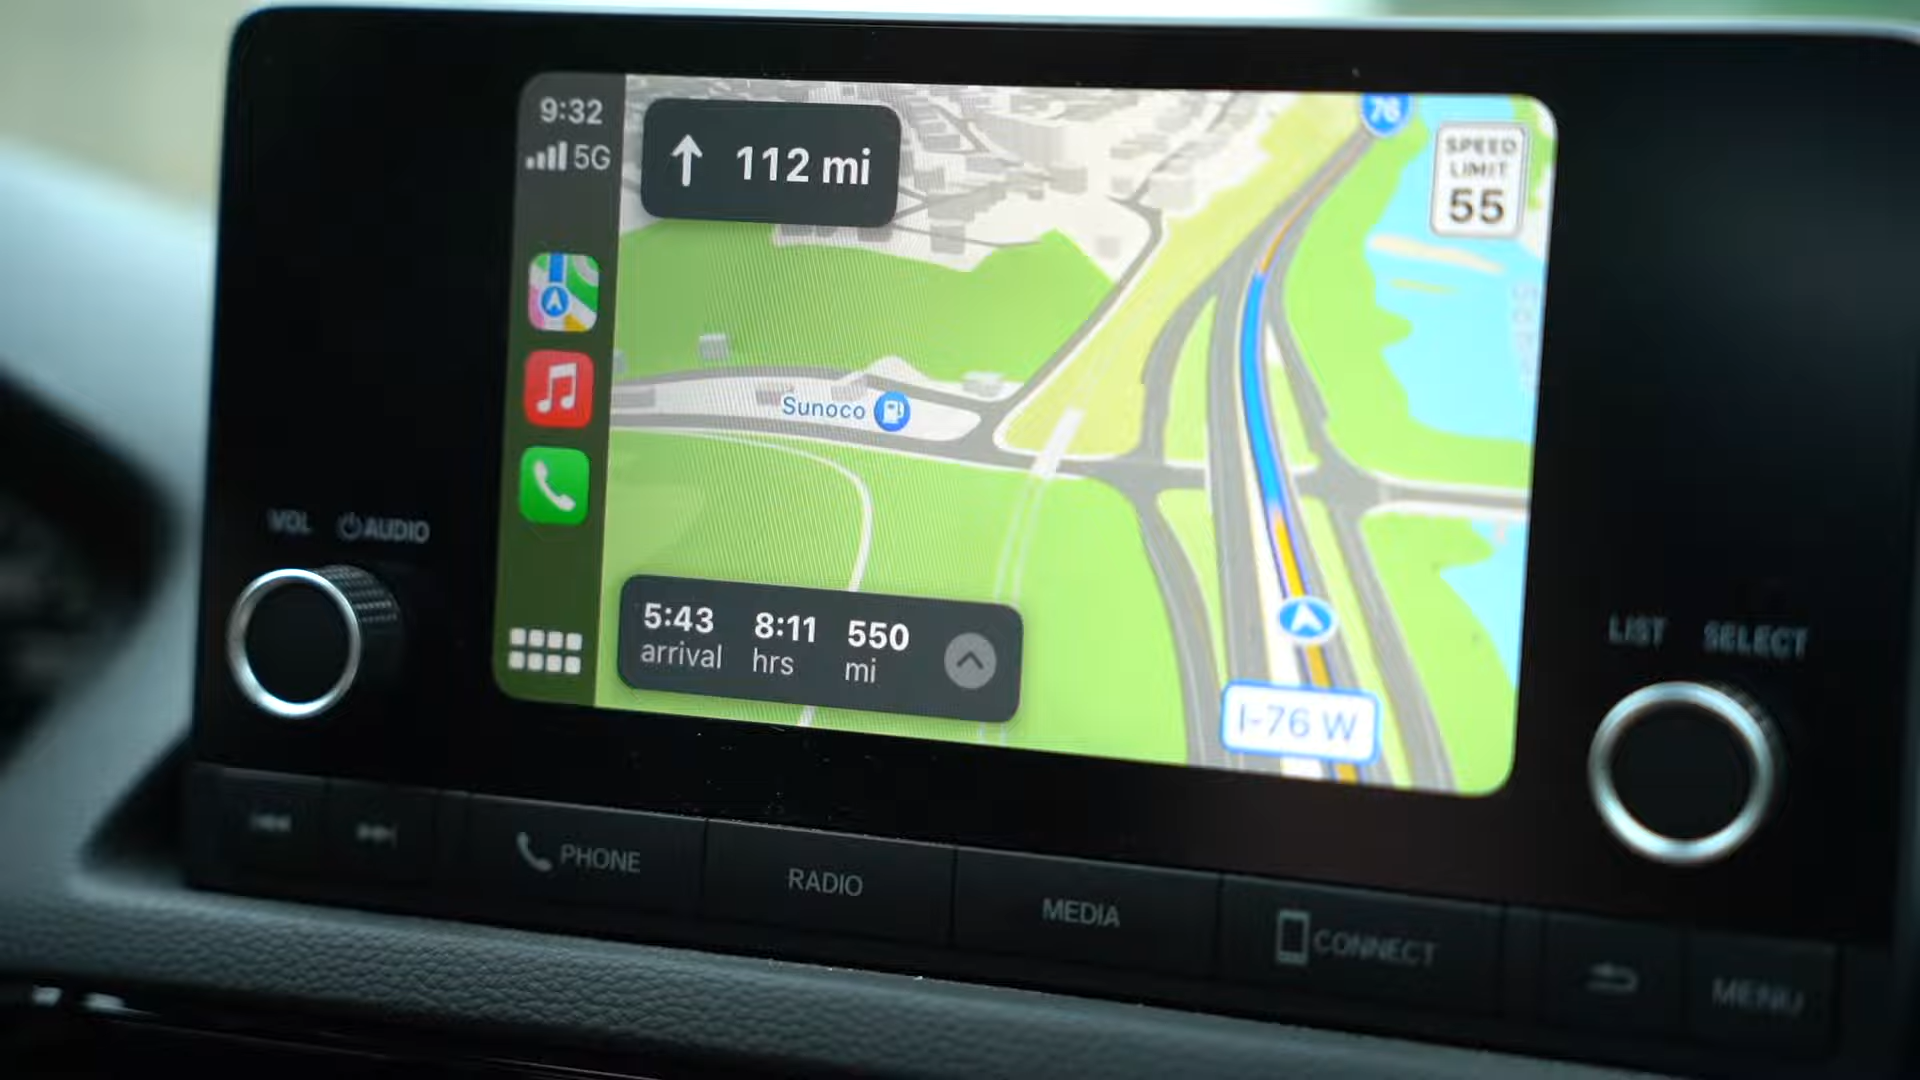 9:32
5G
112 mi
76
SPEED
LIMIT
55
Sunoco
5:43 8:11 550
arrival hrs mi
I-76 W
VOL AUDIO
LIST SELECT
PHONE
RADIO
MEDIA
CONNECT
MENU